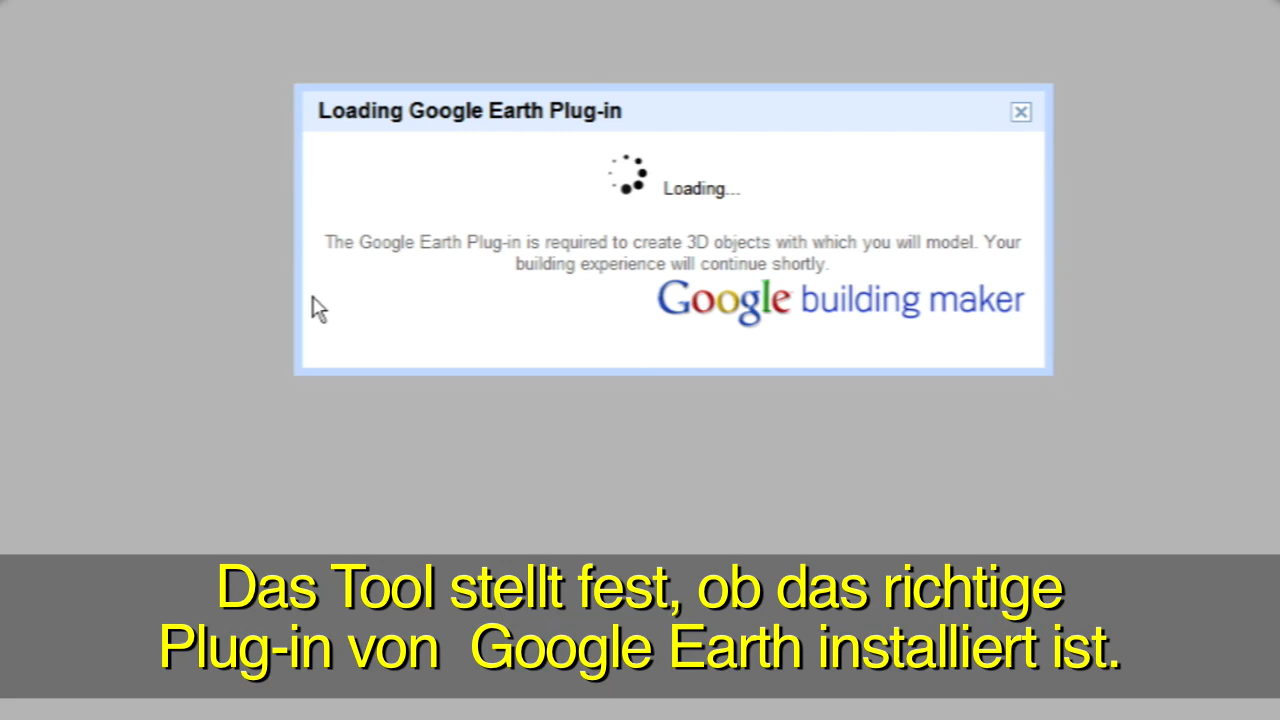 Loading Google Earth Plug-in
Loading...
The Google Earth Plug-in is required to create 3D objects with which you will model. Your
building experience will continue shortly.
Google building maker
Das Tool stellt fest, ob das richtige
Plug-in von Google Earth installiert ist.